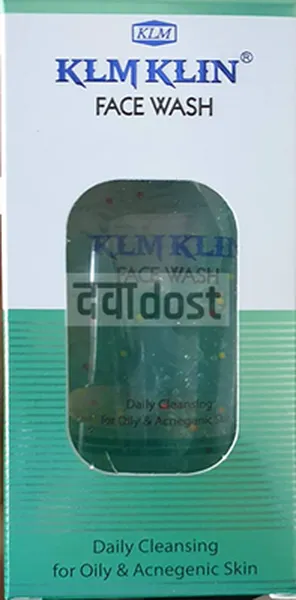 KLM
KLM KLIN®
FACE WASH
KLM KLIN
FACE WASH
दवाdost
Daily Cleansing
for Oily & Acnegenic Skin
Daily Cleansing
for Oily & Acnegenic Skin